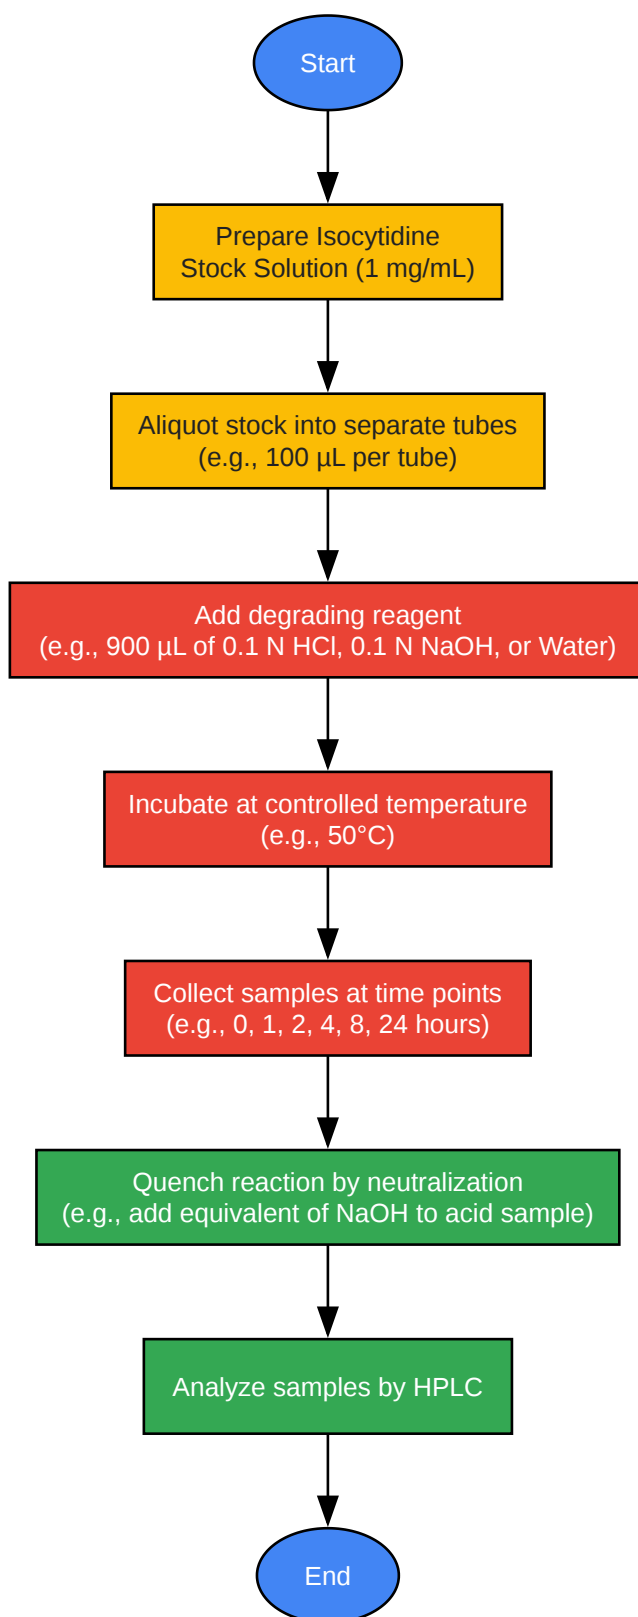 Start
Prepare Isocytidine
Stock Solution (1 mg/mL)
Aliquot stock into separate tubes
(e.g., 100 µL per tube)
Add degrading reagent
(e.g., 900 µL of 0.1 N HCl, 0.1 N NaOH, or Water)
Incubate at controlled temperature
(e.g., 50°C)
Collect samples at time points
(e.g., 0, 1, 2, 4, 8, 24 hours)
Quench reaction by neutralization
(e.g., add equivalent of NaOH to acid sample)
Analyze samples by HPLC
End